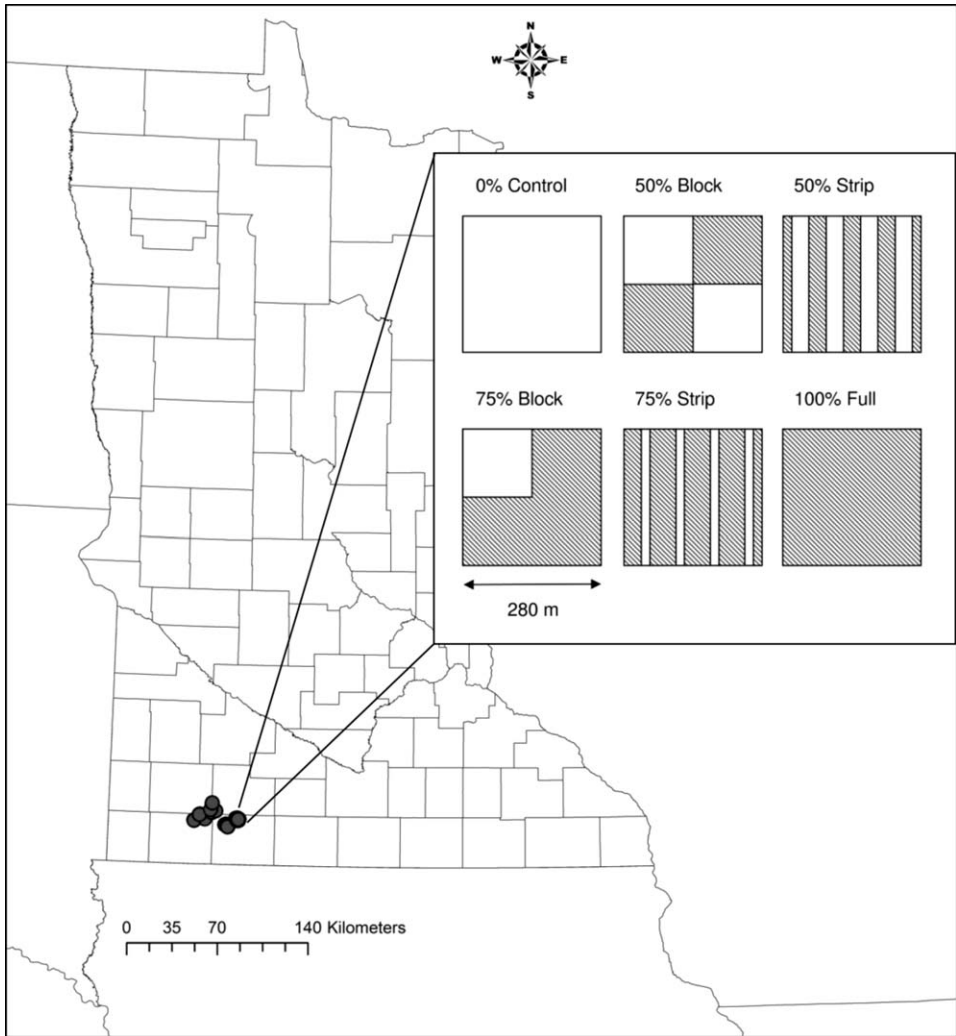 N
W E
S
0% Control 50% Block 50% Strip
75% Block 75% Strip 100% Full
280 m
0 35 70 140 Kilometers